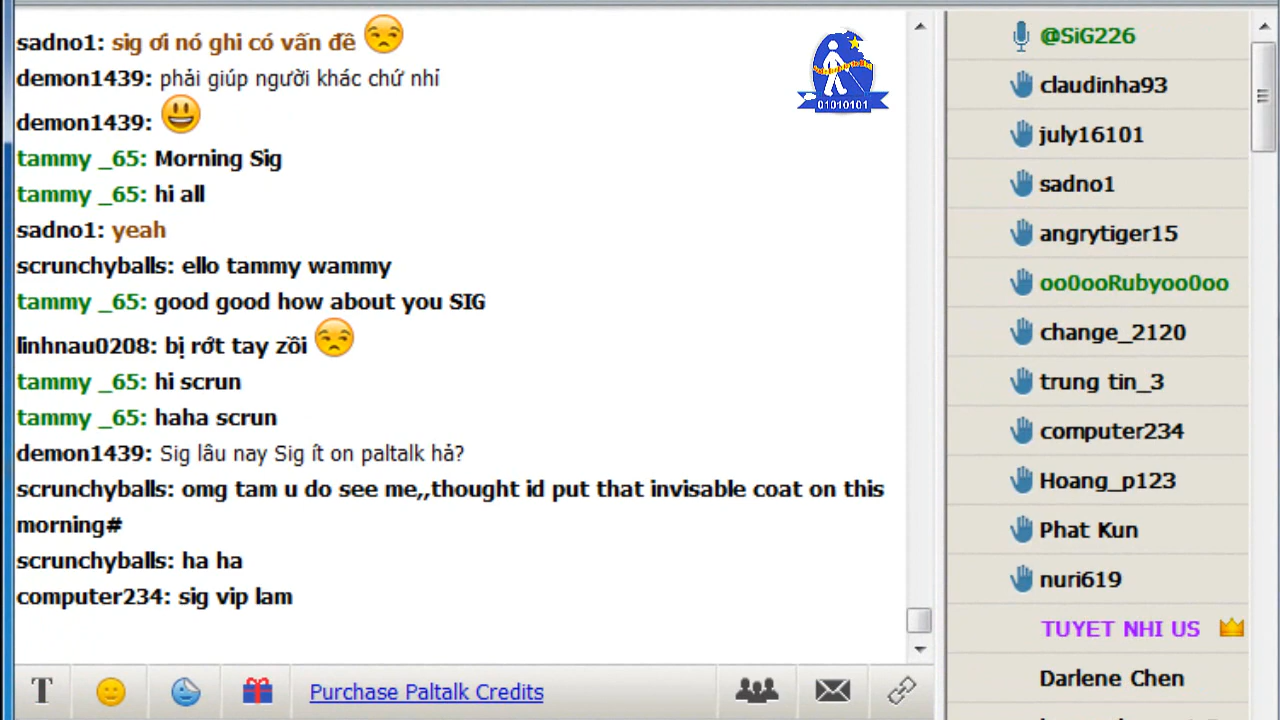 sadno1: sig ơi nó ghi có vấn đề
demon1439: phải giúp người khác chứ nhỉ
demon1439:
tammy _65: Morning Sig
tammy _65: hi all
sadno1: yeah
scrunchyballs: ello tammy wammy
tammy _65: good good how about you SIG
linhnau0208: bị rớt tay zồi
tammy _65: hi scrun
tammy _65: haha scrun
demon1439: Sig lâu nay Sig ít on paltalk hả?
scrunchyballs: omg tam u do see me,,thought id put that invisable coat on this
morning#
scrunchyballs: ha ha
computer234: sig vip lam
Purchase Paltalk Credits
01010101
@SiG226
claudinha93
july16101
sadno1
angrytiger15
oo0ooRubyoo0oo
change_2120
trung tin_3
computer234
Hoang_p123
Phat Kun
nuri619
TUYET NHI US
Darlene Chen